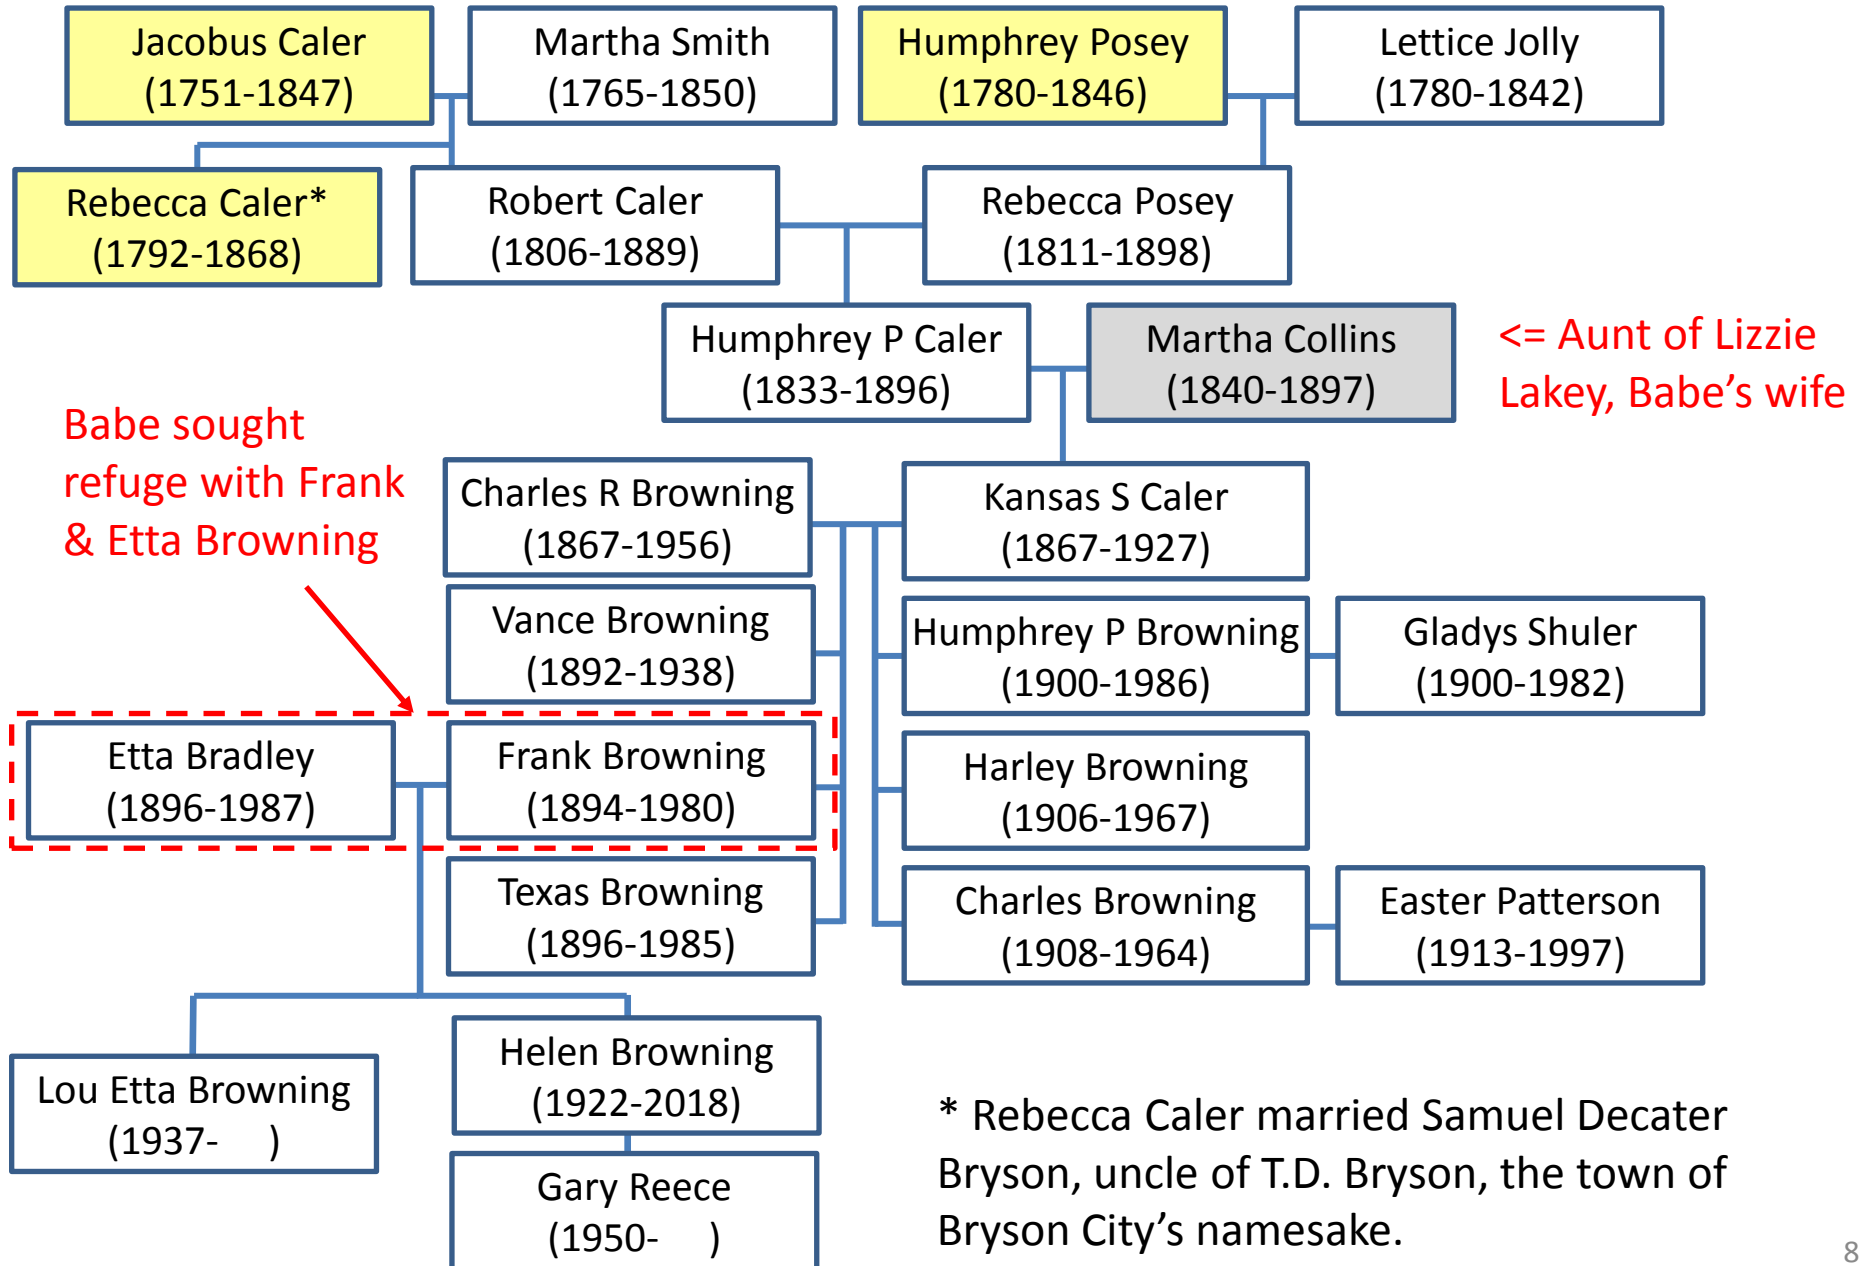 Jacobus Caler
(1751-1847)
Martha Smith
(1765-1850)
Humphrey Posey
(1780-1846)
Lettice Jolly
(1780-1842)
Rebecca Caler*
(1792-1868)
Robert Caler
(1806-1889)
Rebecca Posey
(1811-1898)
Humphrey P Caler
(1833-1896)
Martha Collins
(1840-1897)
<= Aunt of Lizzie
Lakey, Babe’s wife
Babe sought
refuge with Frank
& Etta Browning
Charles R Browning
(1867-1956)
Kansas S Caler
(1867-1927)
Vance Browning
(1892-1938)
Humphrey P Browning
(1900-1986)
Gladys Shuler
(1900-1982)
Etta Bradley
(1896-1987)
Frank Browning
(1894-1980)
Harley Browning
(1906-1967)
Texas Browning
(1896-1985)
Charles Browning
(1908-1964)
Easter Patterson
(1913-1997)
Lou Etta Browning
(1937-    )
Helen Browning
(1922-2018)
Gary Reece
(1950-    )
* Rebecca Caler married Samuel Decater
Bryson, uncle of T.D. Bryson, the town of
Bryson City’s namesake.
8